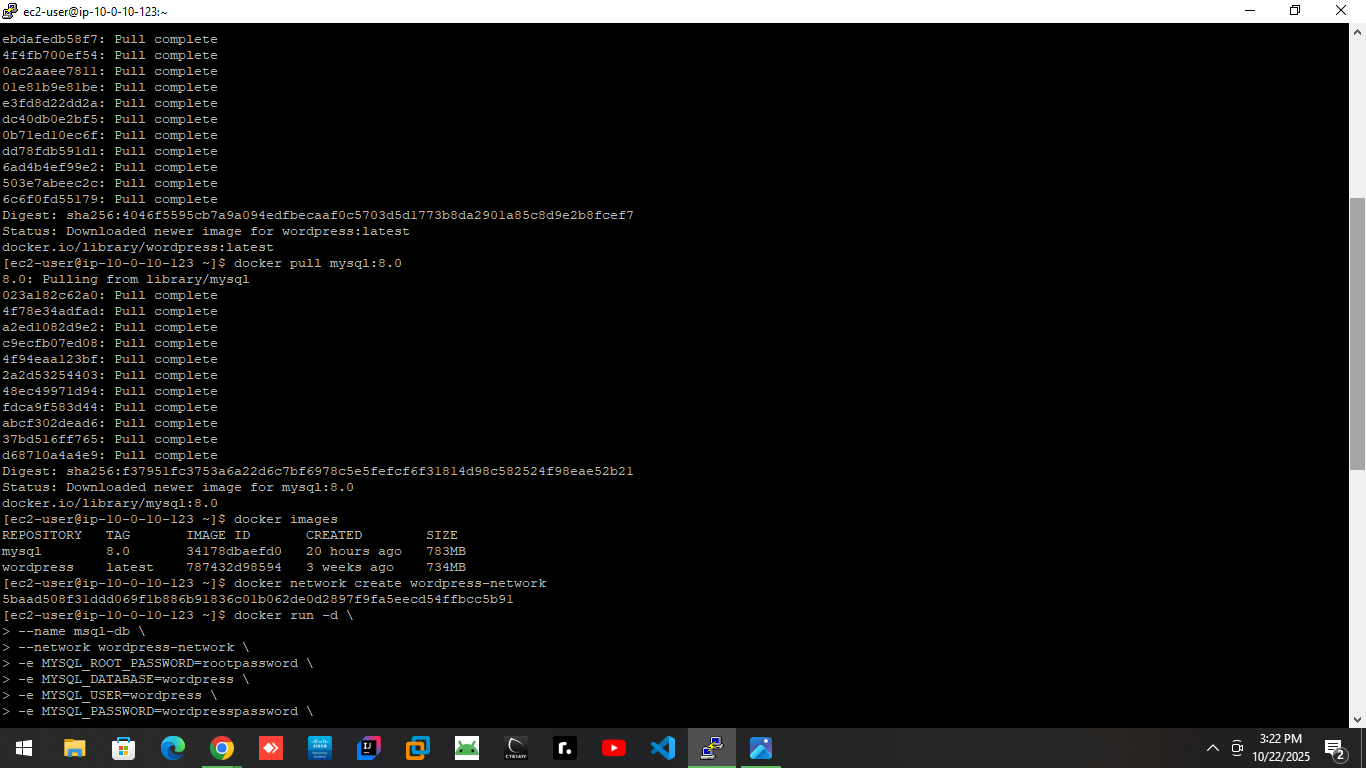 ec2-user@ip-10-0-10-123:~
ebdafedb58f7: Pull complete
4f4fb700ef54: Pull complete
0ac2aaee7811: Pull complete
01e81b9e81be: Pull complete
e3fd8d22dd2a: Pull complete
dc40db0e2bf5: Pull complete
0b71ed10ec6f: Pull complete
dd78fdb591d1: Pull complete
6ad4b4ef99e2: Pull complete
503e7abeec2c: Pull complete
6c6f0fd55179: Pull complete
Digest: sha256:4046f5595cb7a9a094edfbecaaf0c5703d5d1773b8da2901a85c8d9e2b8fcef7
Status: Downloaded newer image for wordpress:latest
docker.io/library/wordpress:latest
[ec2-user@ip-10-0-10-123 ~]$ docker pull mysql:8.0
8.0: Pulling from library/mysql
023a182c62a0: Pull complete
4f78e34adfad: Pull complete
a2ed1082d9e2: Pull complete
c9ecfb07ed08: Pull complete
4f94eaa123bf: Pull complete
2a2d53254403: Pull complete
48ec49971d94: Pull complete
fdca9f583d44: Pull complete
abcf302dead6: Pull complete
37bd516ff765: Pull complete
d68710a4a4e9: Pull complete
Digest: sha256:f37951fc3753a6a22d6c7bf6978c5e5fefcf6f31814d98c582524f98eae52b21
Status: Downloaded newer image for mysql:8.0
docker.io/library/mysql:8.0
[ec2-user@ip-10-0-10-123 ~]$ docker images
REPOSITORY   TAG       IMAGE ID       CREATED        SIZE
mysql        8.0       34178dbaefd0   20 hours ago   783MB
wordpress    latest    787432d98594   3 weeks ago    734MB
[ec2-user@ip-10-0-10-123 ~]$ docker network create wordpress-network
5baad508f31ddd069f1b886b91836c01b062de0d2897f9fa5eecd54ffbcc5b91
[ec2-user@ip-10-0-10-123 ~]$ docker run -d \
> --name msql-db \
> --network wordpress-network \
> -e MYSQL_ROOT_PASSWORD=rootpassword \
> -e MYSQL_DATABASE=wordpress \
> -e MYSQL_USER=wordpress \
> -e MYSQL_PASSWORD=wordpresspassword \
3:22 PM
10/22/2025
2